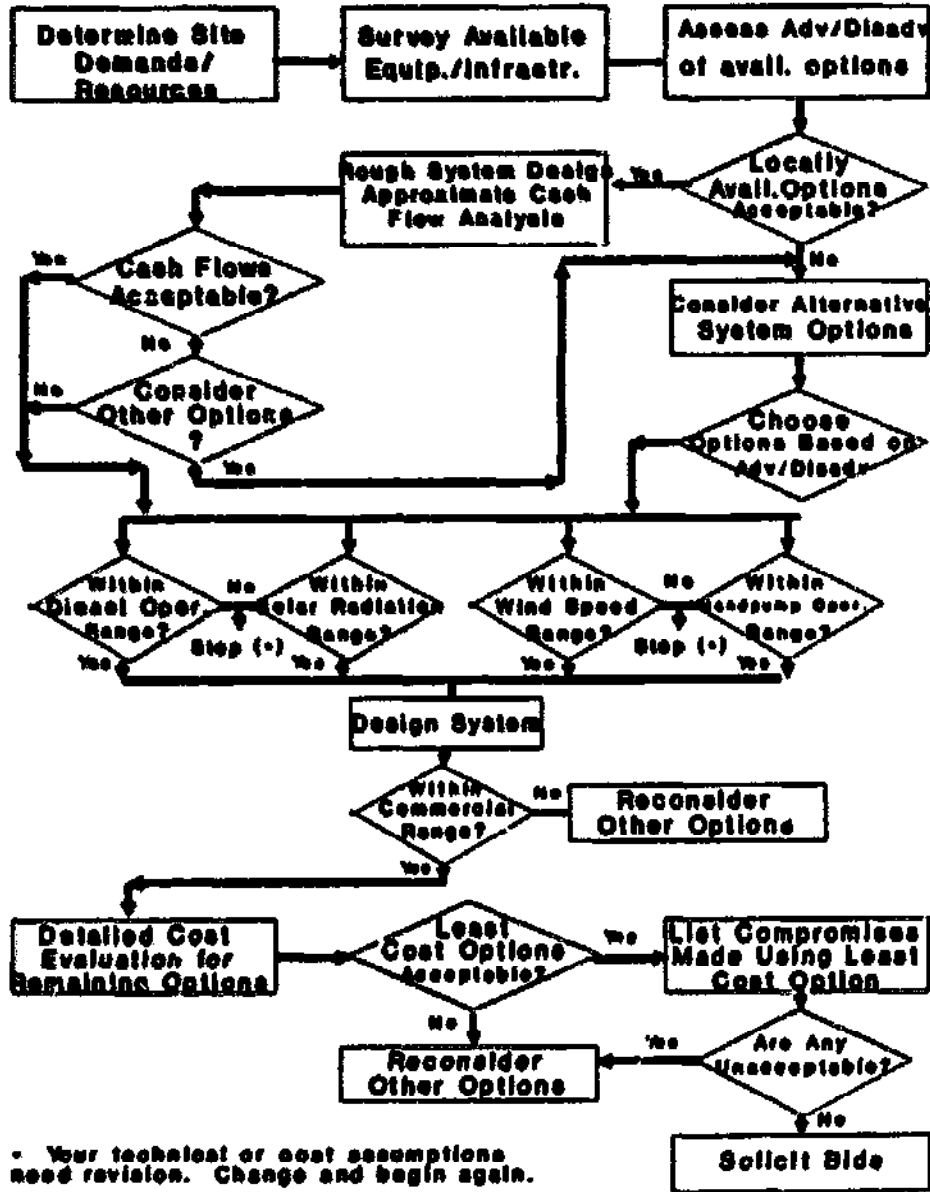 Determine Site
Demands/
Resources
Survey Available
Equip./Infrastr.
Assess Adv/Disadv
of avail. options
Locally
Avail.Options
Acceptable?
Yes
Rough System Design
Approximate Cash
Flow Analysis
No
Cash Flows
Acceptable?
Yes
No
Consider Alternative
System Options
Consider
Other Options
?
No
Yes
Choose
Options Based on
Adv/Disadv
Within
Diesel Oper.
Range?
No
Stop (*)
Yes
Within
Solar Radiation
Range?
Yes
Within
Wind Speed
Range?
Yes
No
Stop (*)
Within
Handpump Oper.
Range?
Yes
Design System
Within
Commercial
Range?
No
Reconsider
Other Options
Yes
Detailed Cost
Evaluation for
Remaining Options
Least
Cost Options
Acceptable?
Yes
List Compromises
Made Using Least
Cost Option
No
Reconsider
Other Options
Yes
Are Any
Unacceptable?
No
Solicit Bids
* Your technical or cost assumptions
need revision. Change and begin again.